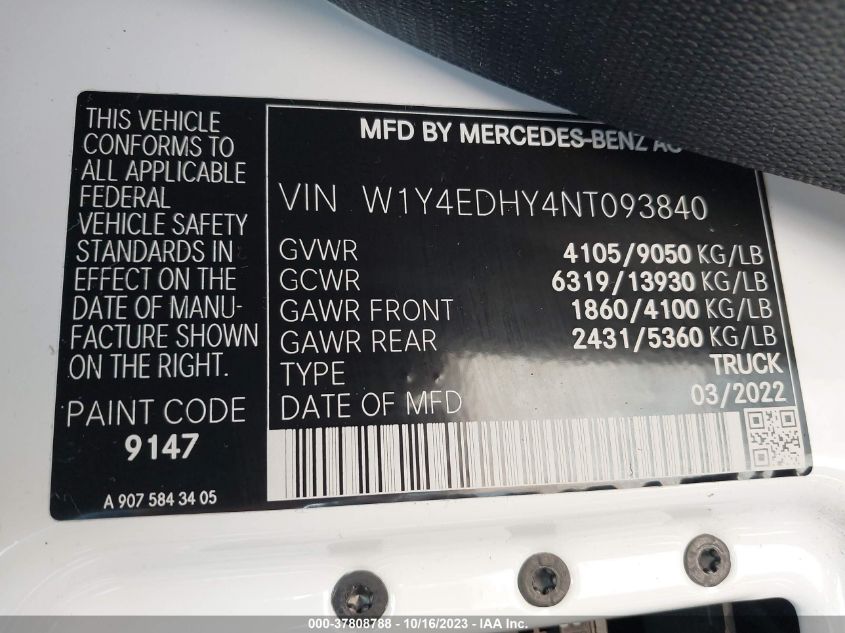 THIS VEHICLE
CONFORMS TO
ALL APPLICABLE
FEDERAL
VEHICLE SAFETY
STANDARDS IN
EFFECT ON THE
DATE OF MANU-
FACTURE SHOWN
ON THE RIGHT.
PAINT CODE
9147
A 907 584 34 05
MFD BY MERCEDES-BENZ AG
VIN W1Y4EDHY4NT093840
GVWR 4105/9050 KG/LB
GCWR 6319/13930 KG/LB
GAWR FRONT 1860/4100 KG/LB
GAWR REAR 2431/5360 KG/LB
TYPE TRUCK
DATE OF MFD 03/2022
000-37808788 - 10/16/2023 - IAA Inc.